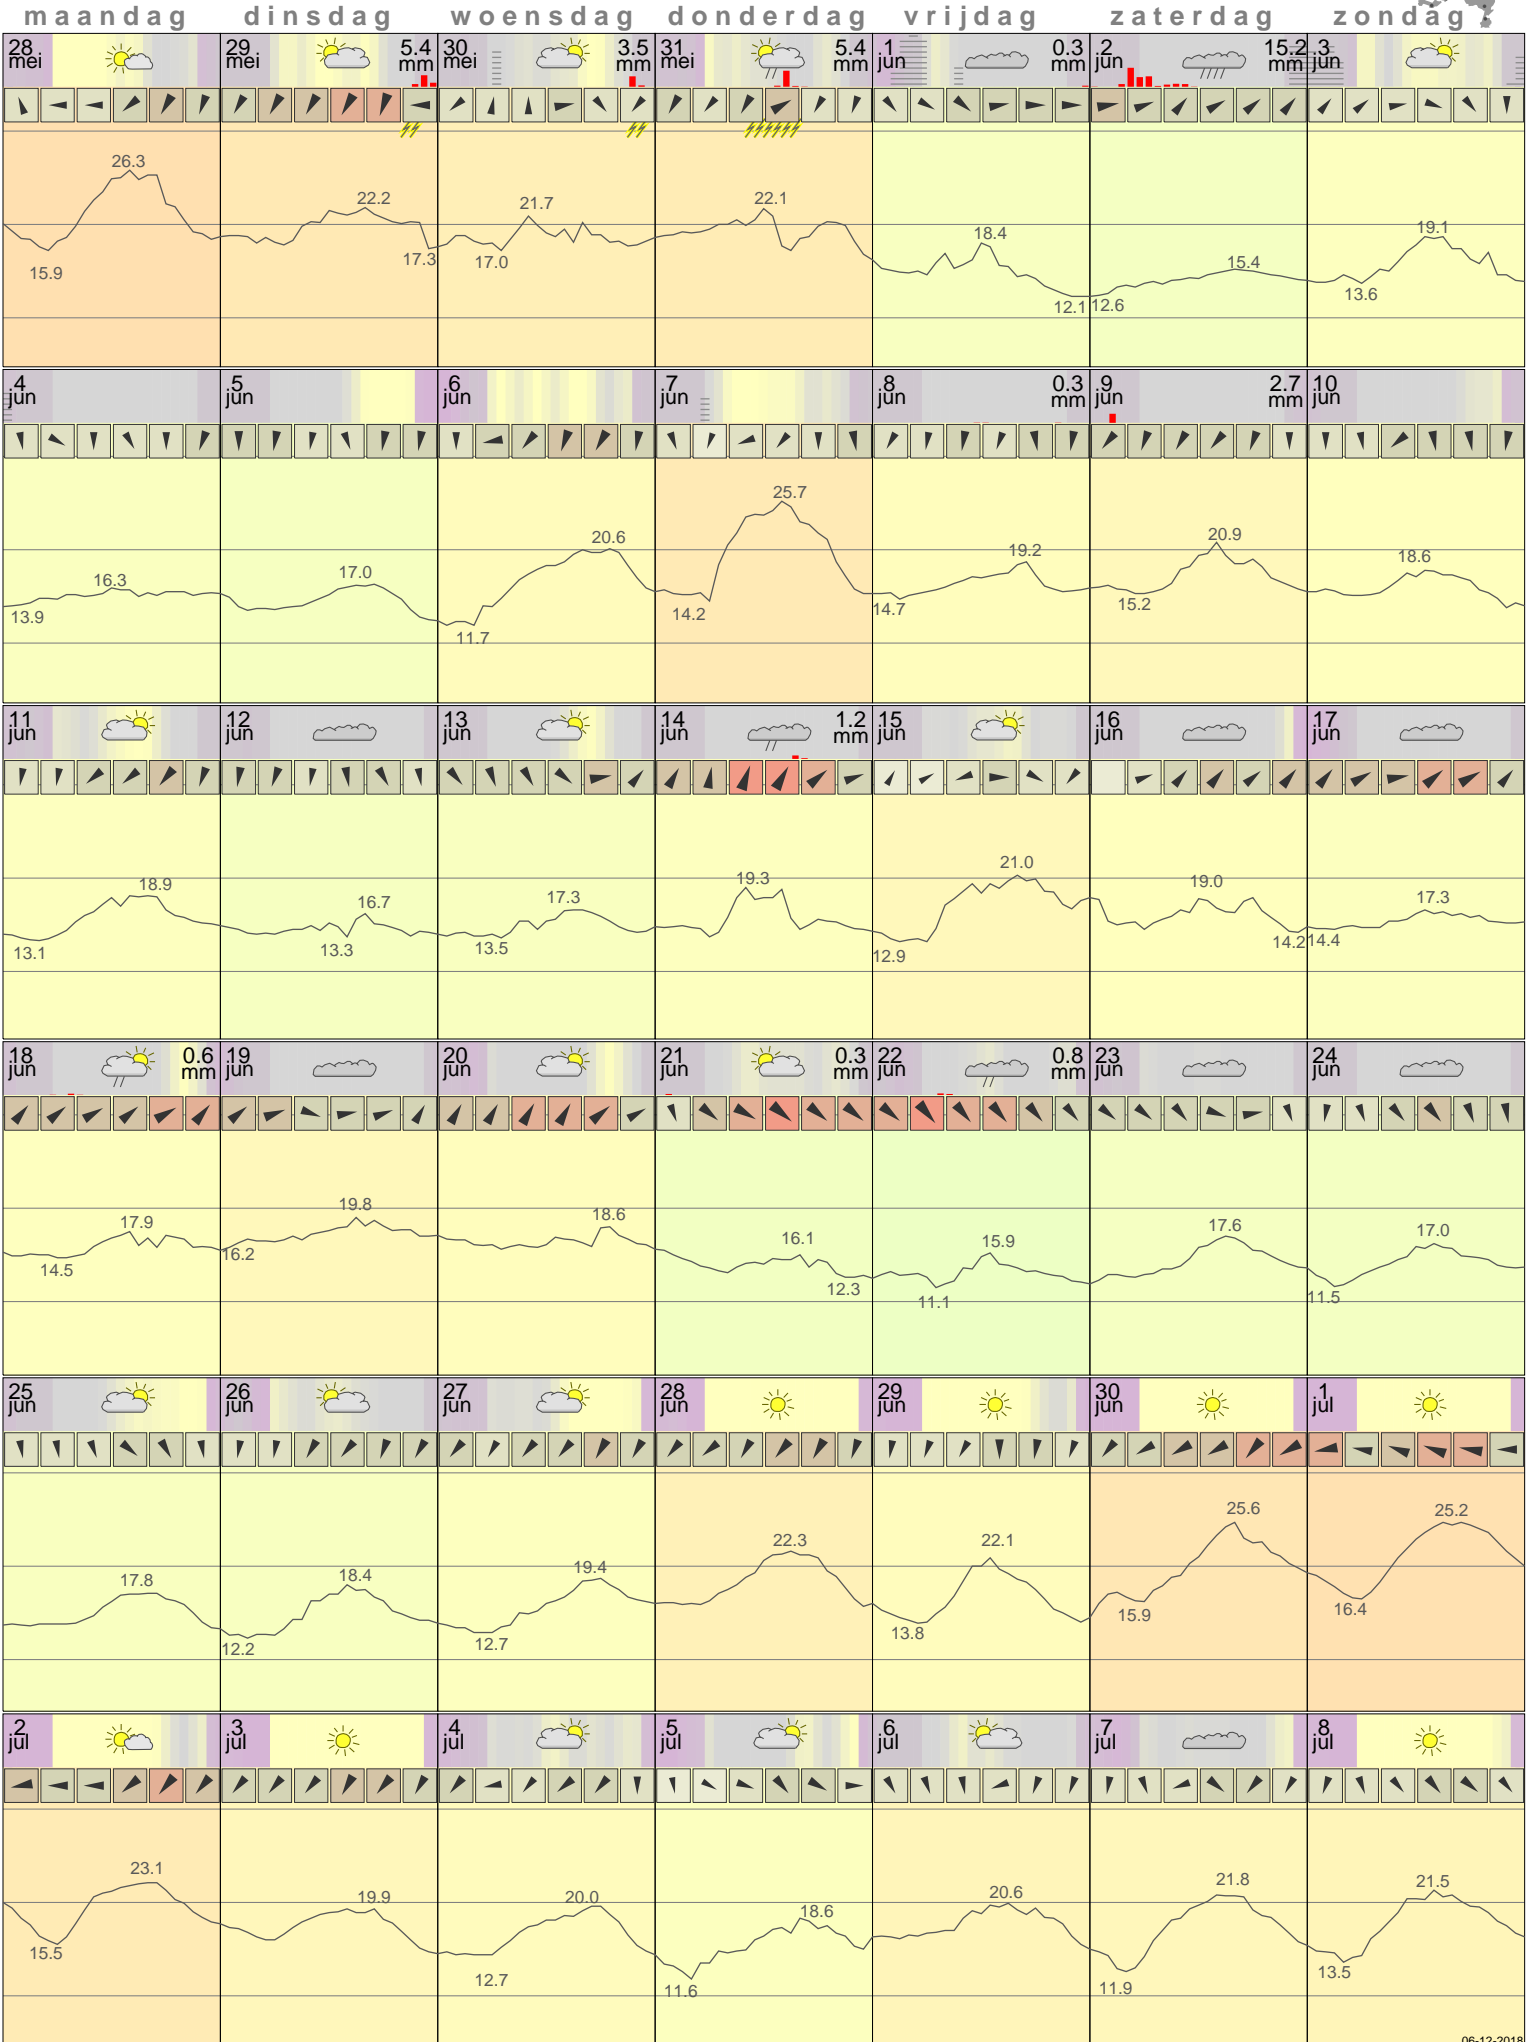 maandag dinsdag woensdag donderdag vrijdag zaterdag zondag
28 29 5.4 30 3.5 31 5.4 1 0.3 2 15.2 3
mei mei mm mei mm mei mm jun mm jun mm jun
26.3 22.2 21.7 22.1 18.4 15.4 19.1
15.9 17.3 17.0 12.1 12.6 13.6
4 5 6 7 8 0.3 9 2.7 10
jun jun jun jun jun mm jun mm jun
16.3 17.0 20.6 25.7 19.2 20.9 18.6
13.9 11.7 14.2 14.7 15.2
11 12 13 14 1.2 15 16 17
jun jun jun jun mm jun jun jun
18.9 16.7 17.3 19.3 21.0 19.0 17.3
13.1 13.3 13.5 12.9 14.2 14.4
18 0.6 19 20 21 0.3 22 0.8 23 24
jun mm jun jun jun mm jun mm jun jun
17.9 19.8 18.6 16.1 15.9 17.6 17.0
14.5 16.2 12.3 11.1 11.5
25 26 27 28 29 30 1
jun jun jun jun jun jun jul
17.8 18.4 19.4 22.3 22.1 25.6 25.2
12.2 12.7 13.8 15.9 16.4
2 3 4 5 6 7 8
jul jul jul jul jul jul jul
23.1 19.9 20.0 18.6 20.6 21.8 21.5
15.5 12.7 11.6 11.9 13.5
06-12-2018